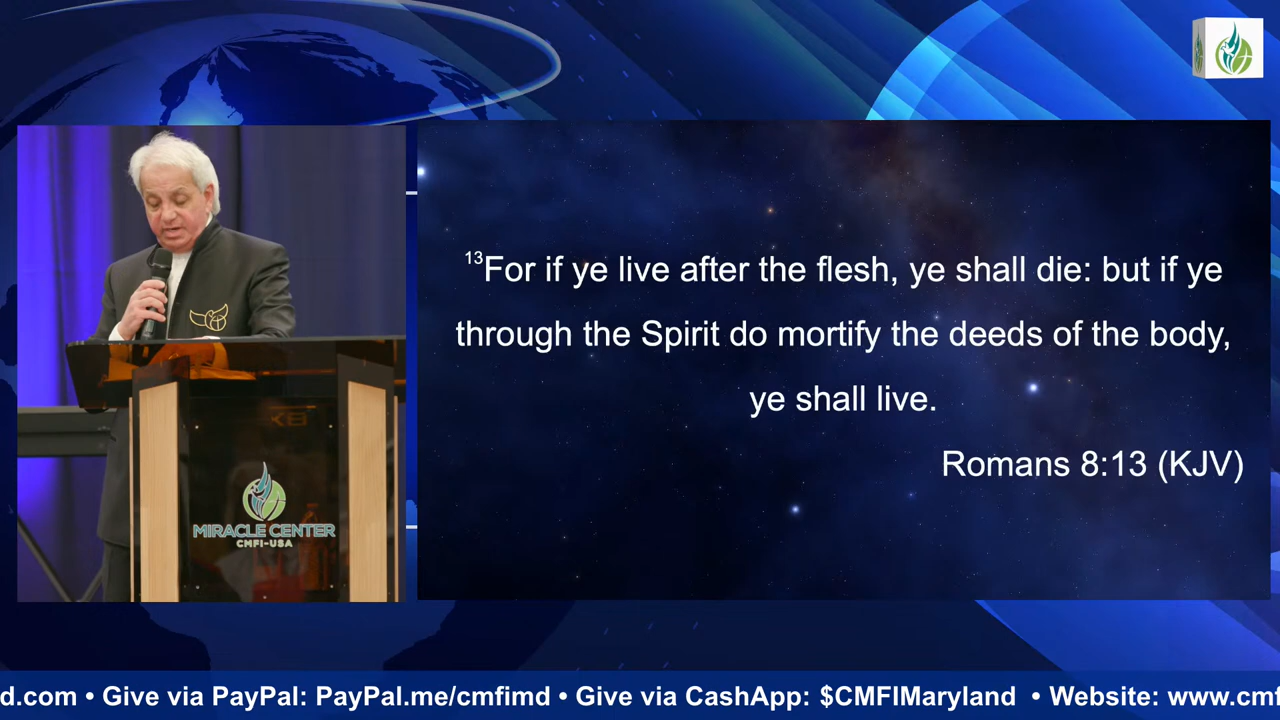 ¹³For if ye live after the flesh, ye shall die: but if ye
through the Spirit do mortify the deeds of the body,
ye shall live.
Romans 8:13 (KJV)
MIRACLE CENTER
CMFI-USA
d.com • Give via PayPal: PayPal.me/cmfimd • Give via CashApp: $CMFIMaryland • Website: www.cmf